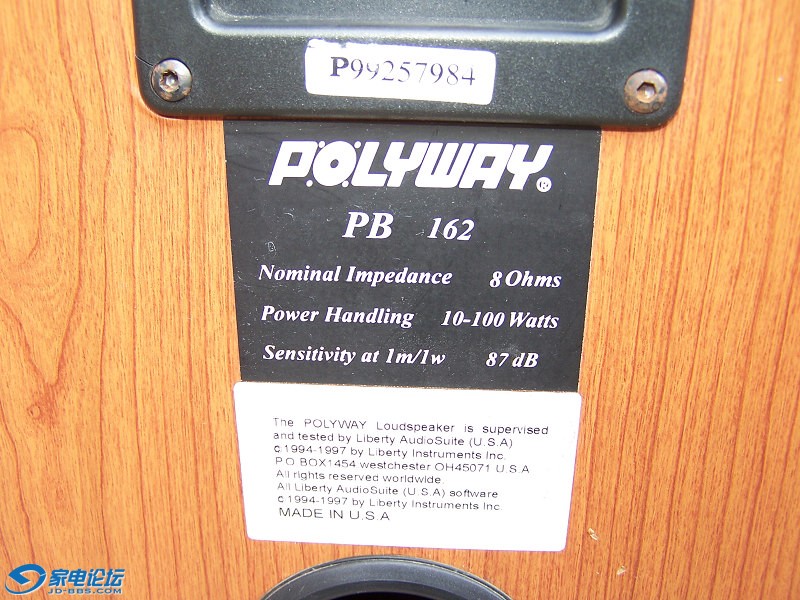 P99257984
POLYWAY®
PB 162
Nominal Impedance 8 Ohms
Power Handling 10-100 Watts
Sensitivity at 1m/1w 87 dB
The POLYWAY Loudspeaker is supervised
and tested by Liberty AudioSuite (U.S.A)
©1994-1997 by Liberty Instruments Inc.
P.O.BOX1454 westchester OH45071 U.S.A.
All rights reserved worldwide.
All Liberty AudioSuite (U.S.A) software
©1994-1997 by Liberty Instruments Inc.
MADE IN U.S.A
家电论坛
JD-BBS.COM